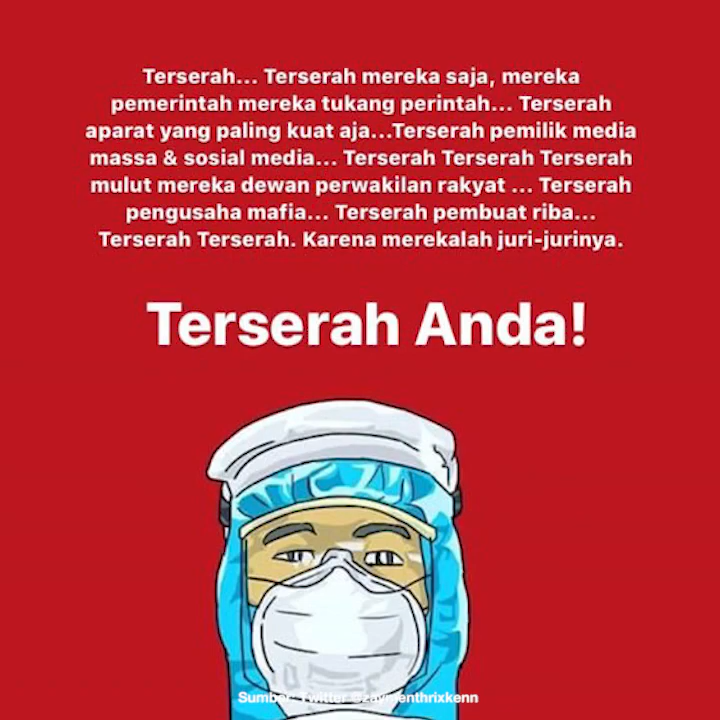 Terserah... Terserah mereka saja, mereka
pemerintah mereka tukang perintah... Terserah
aparat yang paling kuat aja...Terserah pemilik media
massa & sosial media... Terserah Terserah Terserah
mulut mereka dewan perwakilan rakyat ... Terserah
pengusaha mafia... Terserah pembuat riba...
Terserah Terserah. Karena merekalah juri-jurinya.
Terserah Anda!
Sumber: Twitter